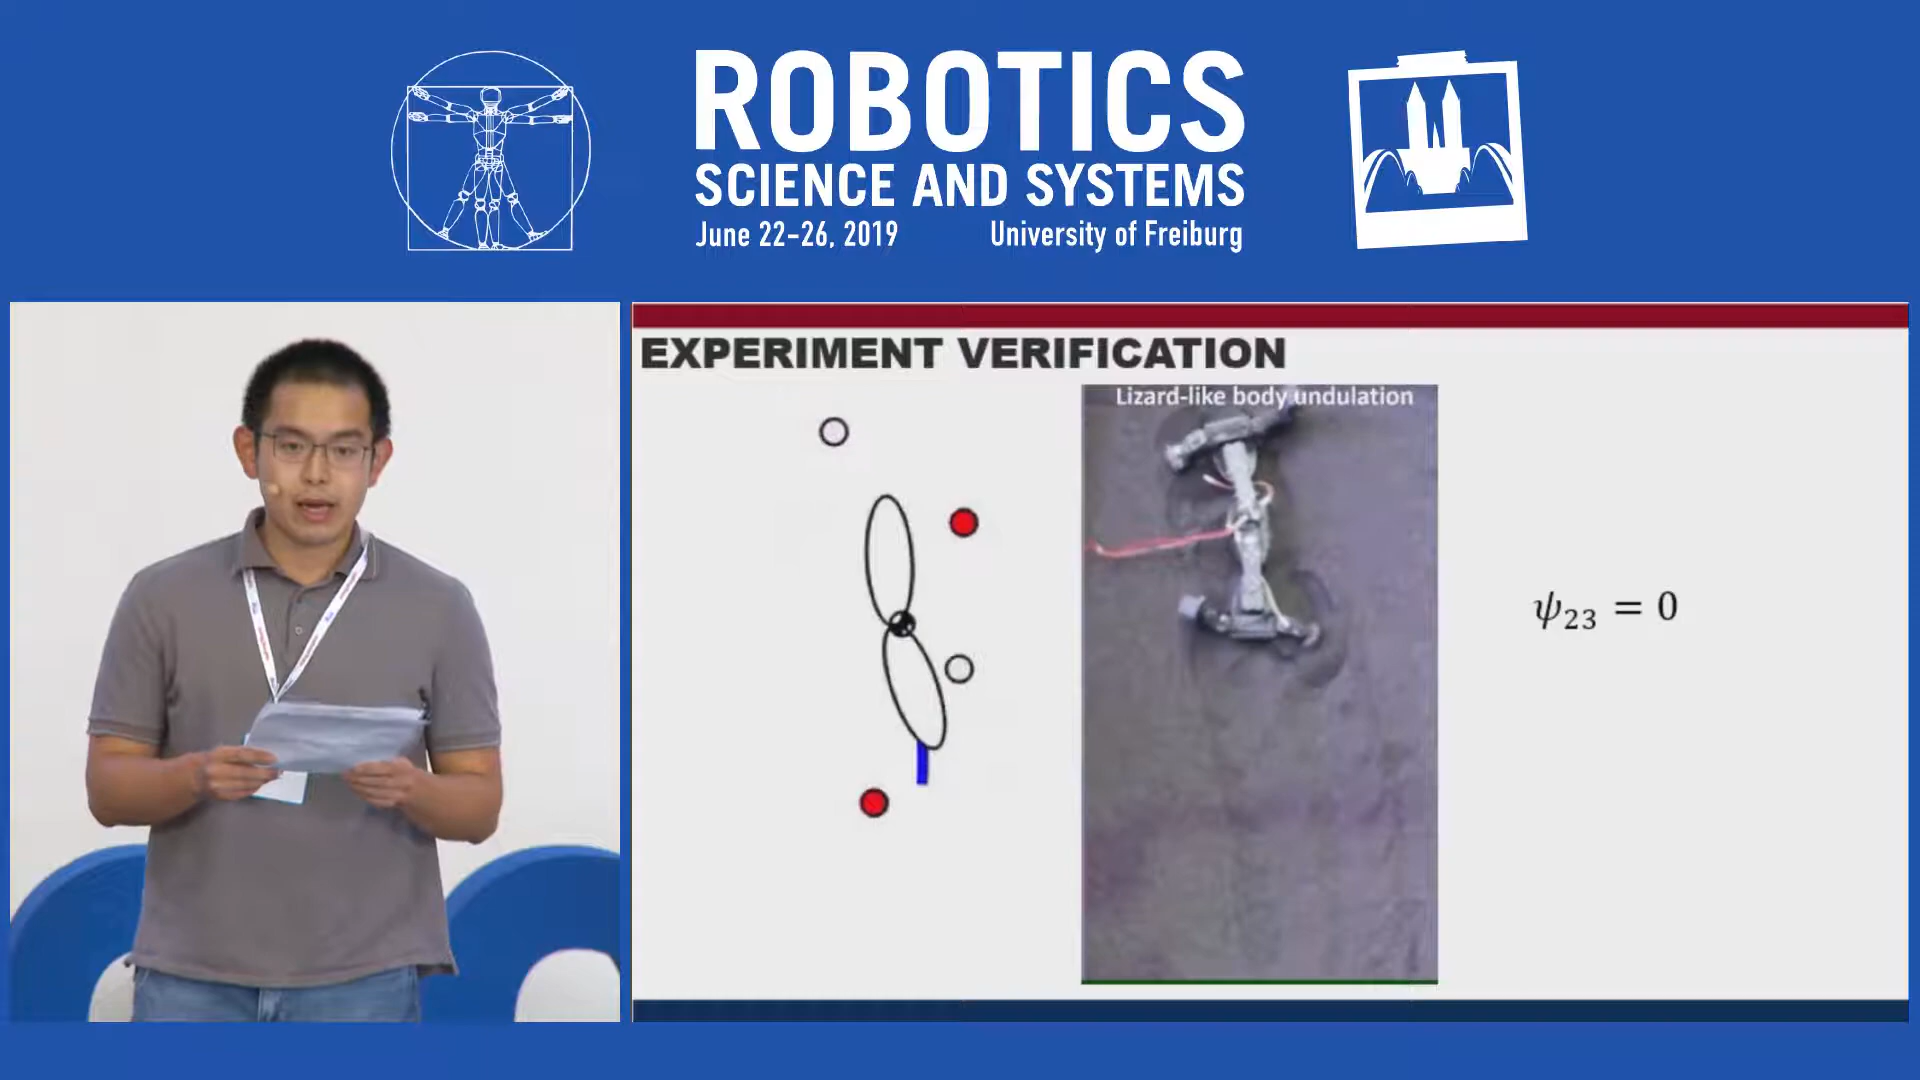 ROBOTICS
SCIENCE AND SYSTEMS
June 22-26, 2019 University of Freiburg
EXPERIMENT VERIFICATION
Lizard-like body undulation
ψ₂₃ = 0